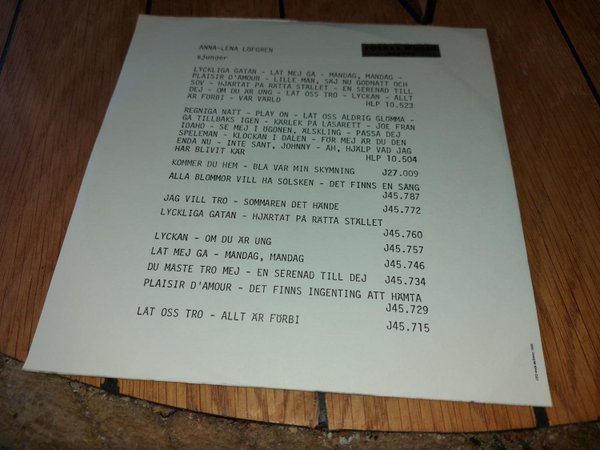 ANNA-LENA LÖFGREN
sjunger
LYCKLIGA GATAN - LÅT MEJ GÅ - MÅNDAG, MÅNDAG -
PLAISIR D'AMOUR - LILLE MAN, SÄJ NU GODNATT OCH
SOV - HJÄRTAT PÅ RÄTTA STÄLLET - EN SERENAD TILL
DEJ - OM DU ÄR UNG - LÅT OSS TRO - LYCKAN - ALLT
ÄR FÖRBI - VÅR VÄRLD HLP 10.523
REGNIGA NATT - PLAY ON - LÅT OSS ALDRIG GLÖMMA -
GÅ TILLBAKS IGEN - KÄRLEK PÅ LASARETT - JOE FRÅN
IDAHO - SE MEJ I ÖGONEN, ÄLSKLING - PASSA DEJ
SPELEMAN - KLOCKAN I DALEN - FÖR MEJ ÄR DU DEN
ENDA NU - INTE SANT, JOHNNY - ÅH, HJÄLP VAD JAG
HAR BLIVIT KÄR HLP 10.504
KOMMER DU HEM - BLÅ VAR MIN SKYMNING J27.009
ALLA BLOMMOR VILL HA SOLSKEN - DET FINNS EN SÅNG
J45.787
JAG VILL TRO - SOMMAREN DET HÄNDE J45.772
LYCKLIGA GATAN - HJÄRTAT PÅ RÄTTA STÄLLET
J45.760
LYCKAN - OM DU ÄR UNG J45.757
LÅT MEJ GÅ - MÅNDAG, MÅNDAG J45.746
DU MÅSTE TRO MEJ - EN SERENAD TILL DEJ J45.734
PLAISIR D'AMOUR - DET FINNS INGENTING ATT HÄMTA
J45.729
LÅT OSS TRO - ALLT ÄR FÖRBI J45.715